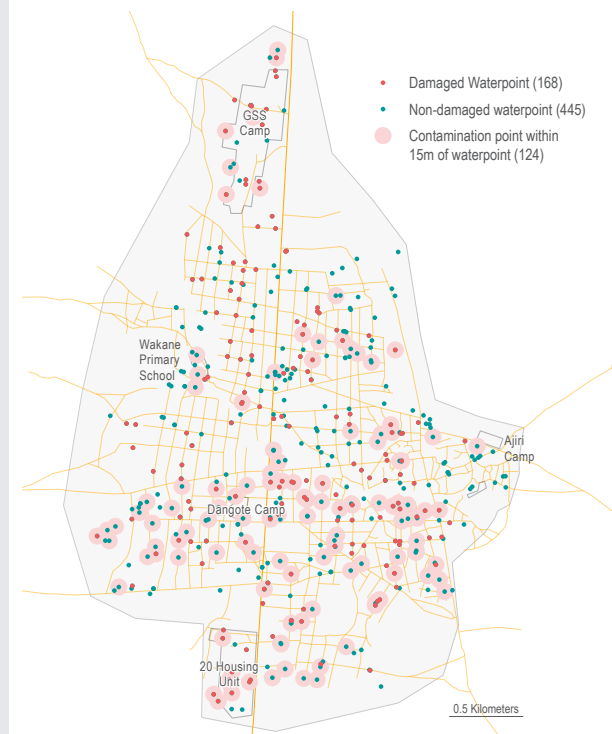 Damaged Waterpoint (168)
Non-damaged waterpoint (445)
Contamination point within
15m of waterpoint (124)
GSS
Camp
Wakane
Primary
School
Ajiri
Camp
Dangote Camp
20 Housing
Unit
0.5 Kilometers